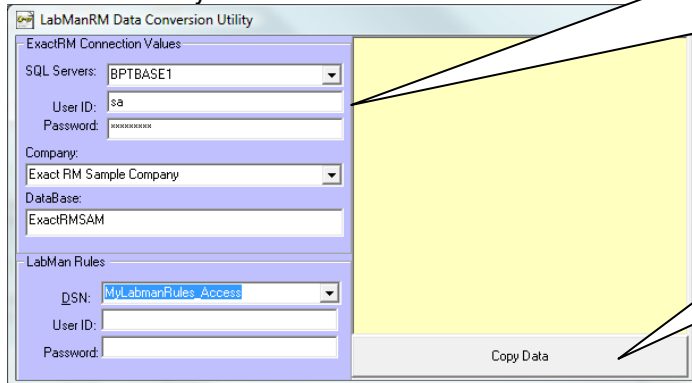 LabManRM Data Conversion Utility
ExactRM Connection Values
SQL Servers: BPTBASE1
User ID: sa
Password: xxxxxxxxx
Company:
Exact RM Sample Company
DataBase:
ExactRMSAM
LabMan Rules
DSN: MyLabmanRules_Access
User ID:
Password:
Copy Data